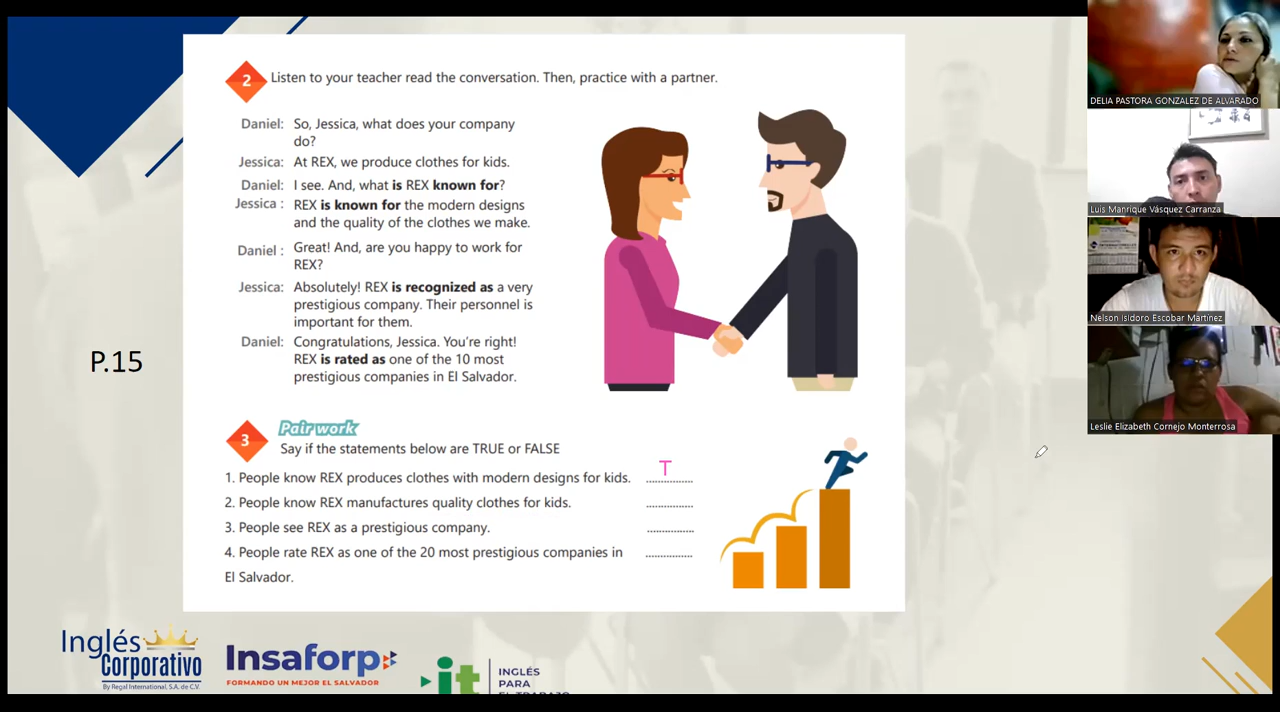 2
Listen to your teacher read the conversation. Then, practice with a partner.
Daniel: So, Jessica, what does your company
do?
Jessica: At REX, we produce clothes for kids.
Daniel: I see. And, what is REX known for?
Jessica : REX is known for the modern designs
and the quality of the clothes we make.
Daniel : Great! And, are you happy to work for
REX?
Jessica: Absolutely! REX is recognized as a very
prestigious company. Their personnel is
important for them.
Daniel: Congratulations, Jessica. You’re right!
REX is rated as one of the 10 most
prestigious companies in El Salvador.
P.15
3
Pair work
Say if the statements below are TRUE or FALSE
1. People know REX produces clothes with modern designs for kids. T
2. People know REX manufactures quality clothes for kids. ................
3. People see REX as a prestigious company. ................
4. People rate REX as one of the 20 most prestigious companies in ................
El Salvador.
Inglés
Corporativo
By Regal International, S.A. de C.V.
Insaforp
FORMANDO UN MEJOR EL SALVADOR
it
INGLÉS
PARA
EL TRABAJO
DELIA PASTORA GONZALEZ DE ALVARADO
Luis Manrique Vásquez Carranza
Nelson Isidoro Escobar Martinez
Leslie Elizabeth Cornejo Monterrosa